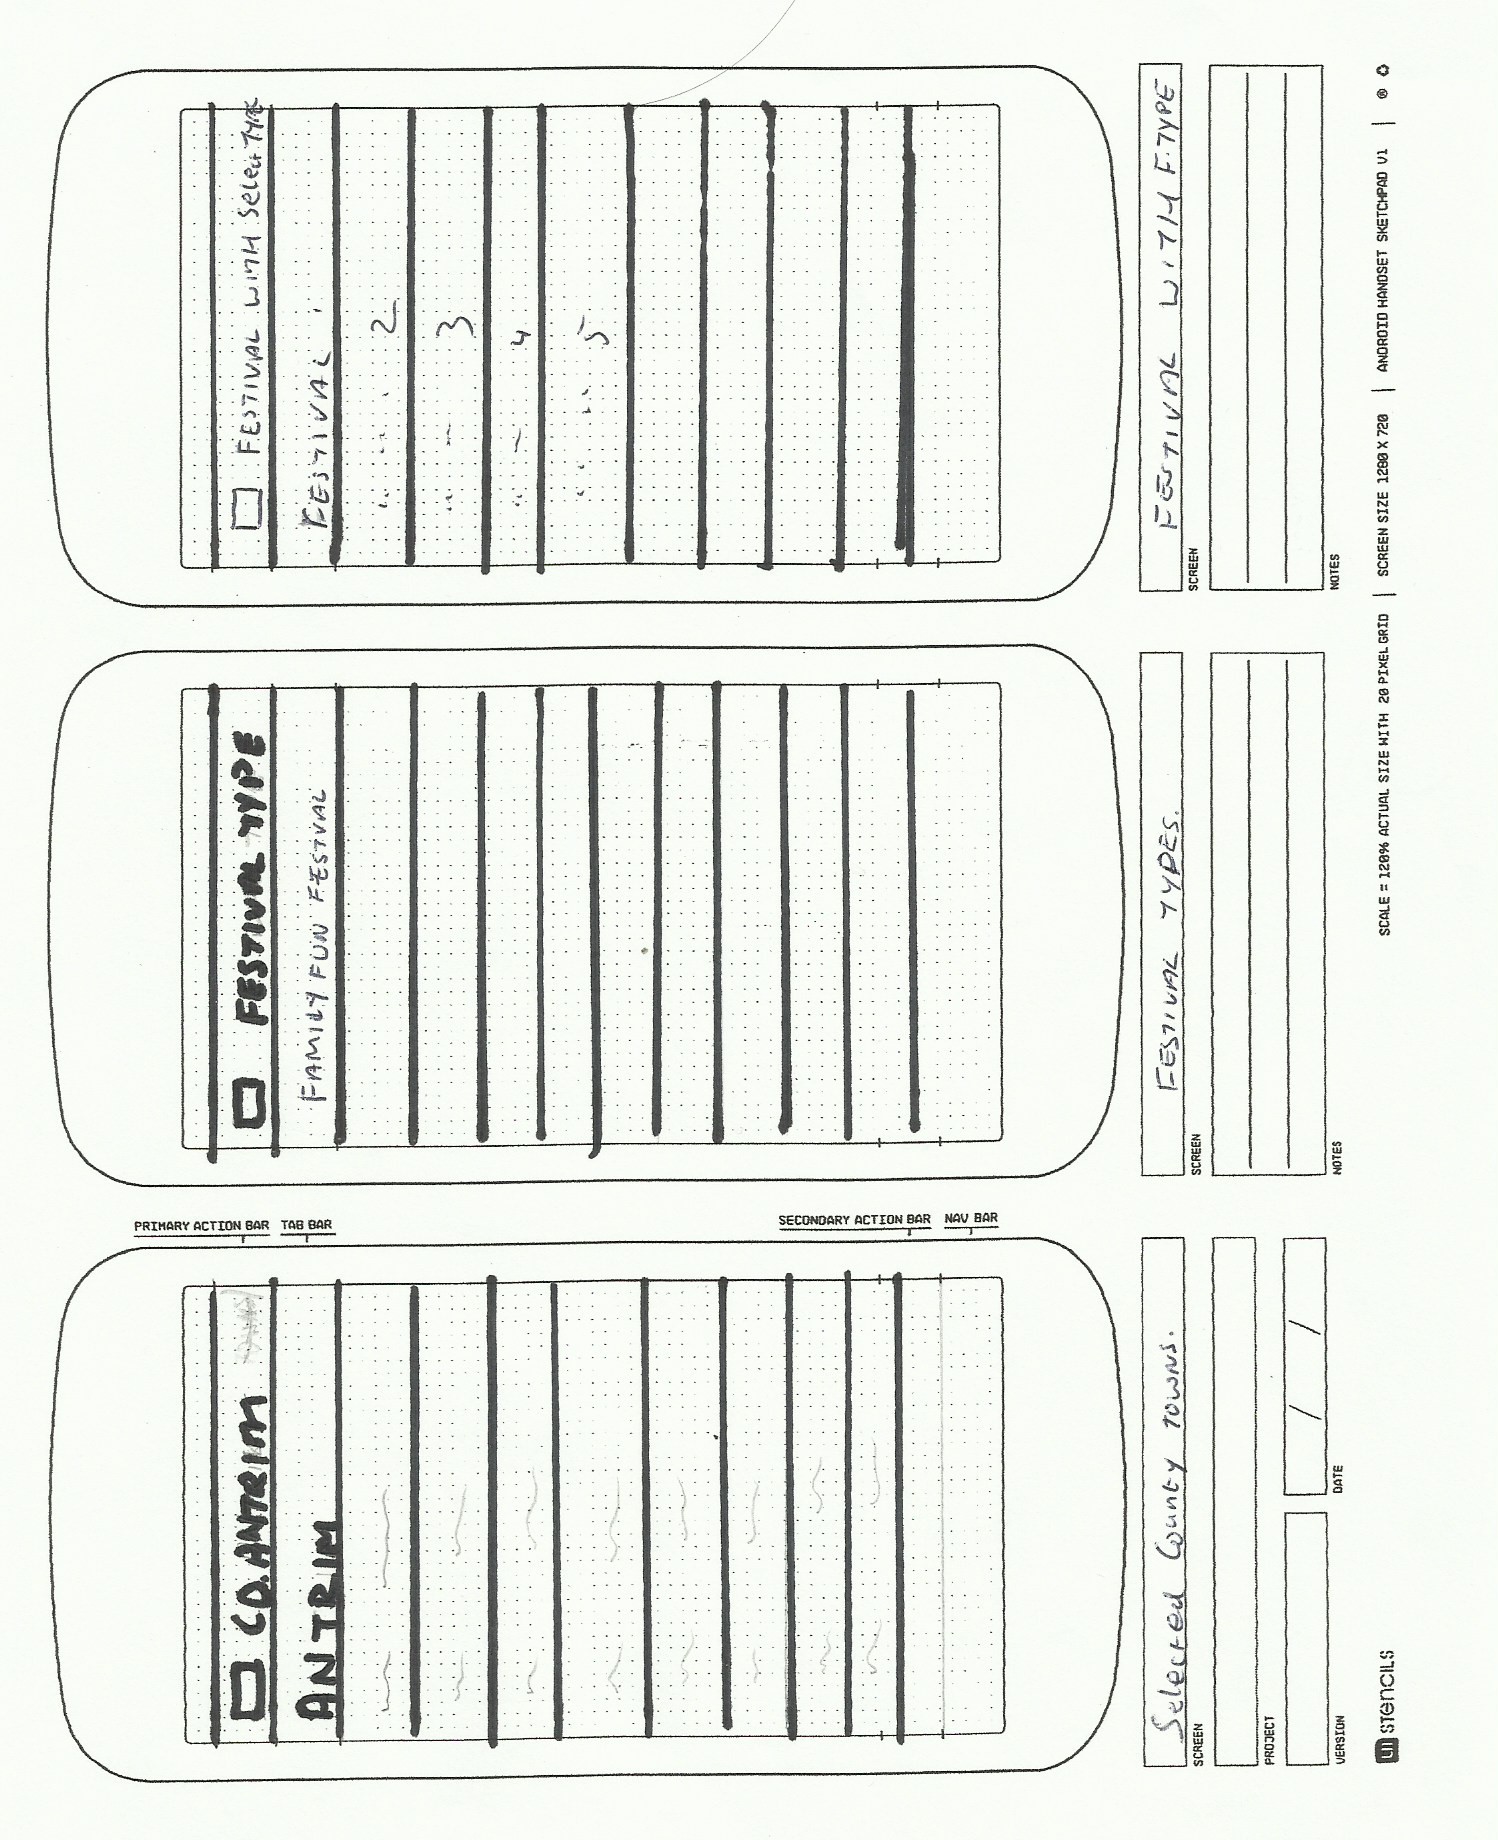 CO. ANTRIM
ANTRIM
PRIMARY ACTION BAR
TAB BAR
SECONDARY ACTION BAR
NAV BAR
Selected County TOWNS.
SCREEN
PROJECT
VERSION
/ /
DATE
FESTIVAL TYPE
FAMILY FUN FESTVAL
FESTIVAL TYPES.
SCREEN
NOTES
FESTIVAL WITH Select TYPE
FESTIVAL 1
" " 2
" " 3
" " 4
" " 5
FESTIVAL WITH F.TYPE
SCREEN
NOTES
UI STENCILS
SCALE = 120% ACTUAL SIZE WITH 20 PIXEL GRID | SCREEN SIZE 1280 X 720 | ANDROID HANDSET SKETCHPAD V1 | ®